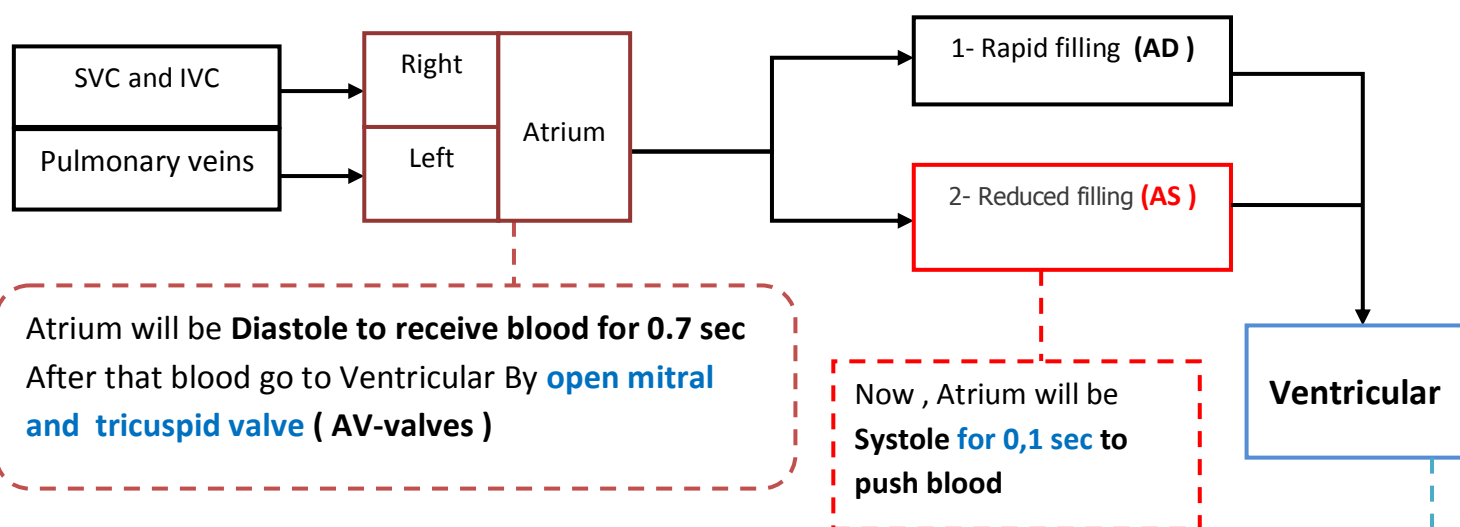 SVC and IVC
Pulmonary veins
Right
Left
Atrium
1- Rapid filling (AD )
2- Reduced filling (AS )
Atrium will be Diastole to receive blood for 0.7 sec
After that blood go to Ventricular By open mitral
and tricuspid valve ( AV-valves )
Now , Atrium will be
Systole for 0,1 sec to
push blood
Ventricular